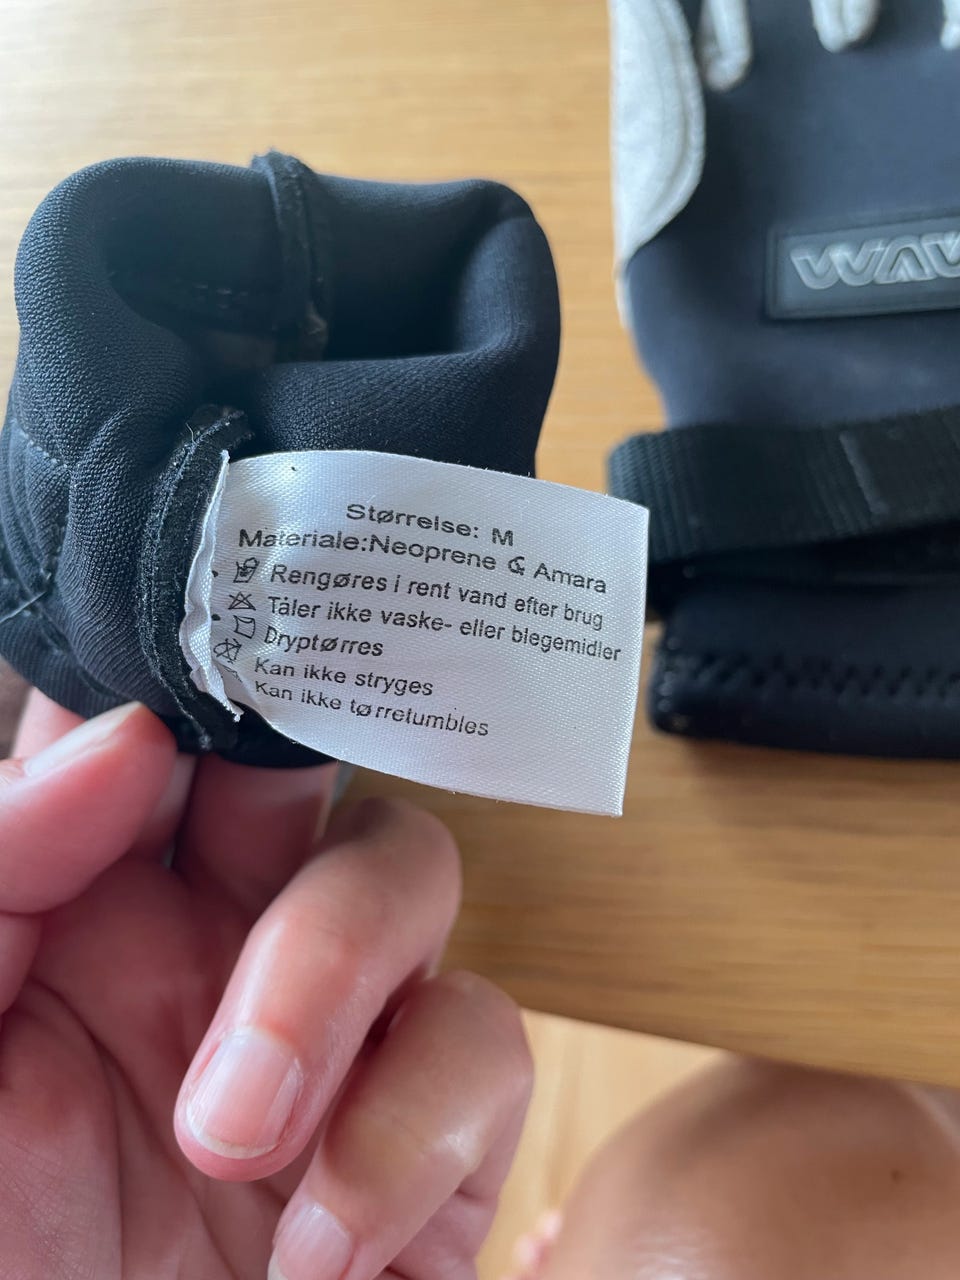 Størrelse: M
Materiale:Neoprene & Amara
Rengøres i rent vand efter brug
Tåler ikke vaske- eller blegemidler
Dryptørres
Kan ikke stryges
Kan ikke tørretumbles